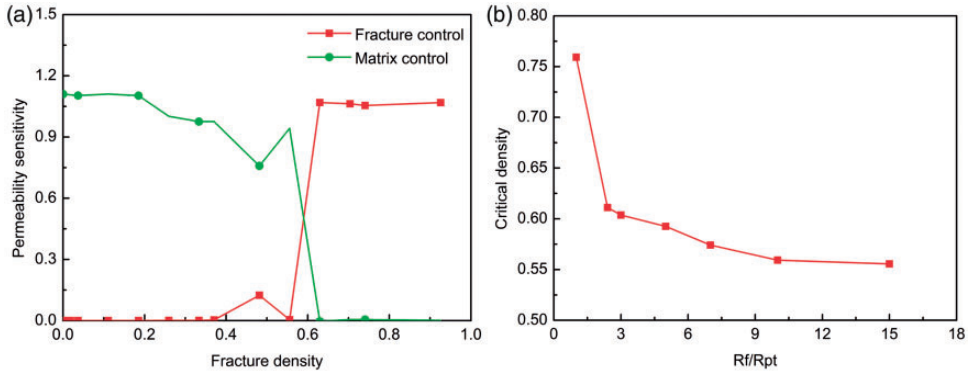 (a)
1.5
1.2
0.9
0.6
0.3
0.0
0.0 0.2 0.4 0.6 0.8 1.0
Permeability sensitivity
Fracture density
Fracture control
Matrix control
(b)
0.80
0.75
0.70
0.65
0.60
0.55
0.50
0 3 6 9 12 15 18
Critical density
Rf/Rpt